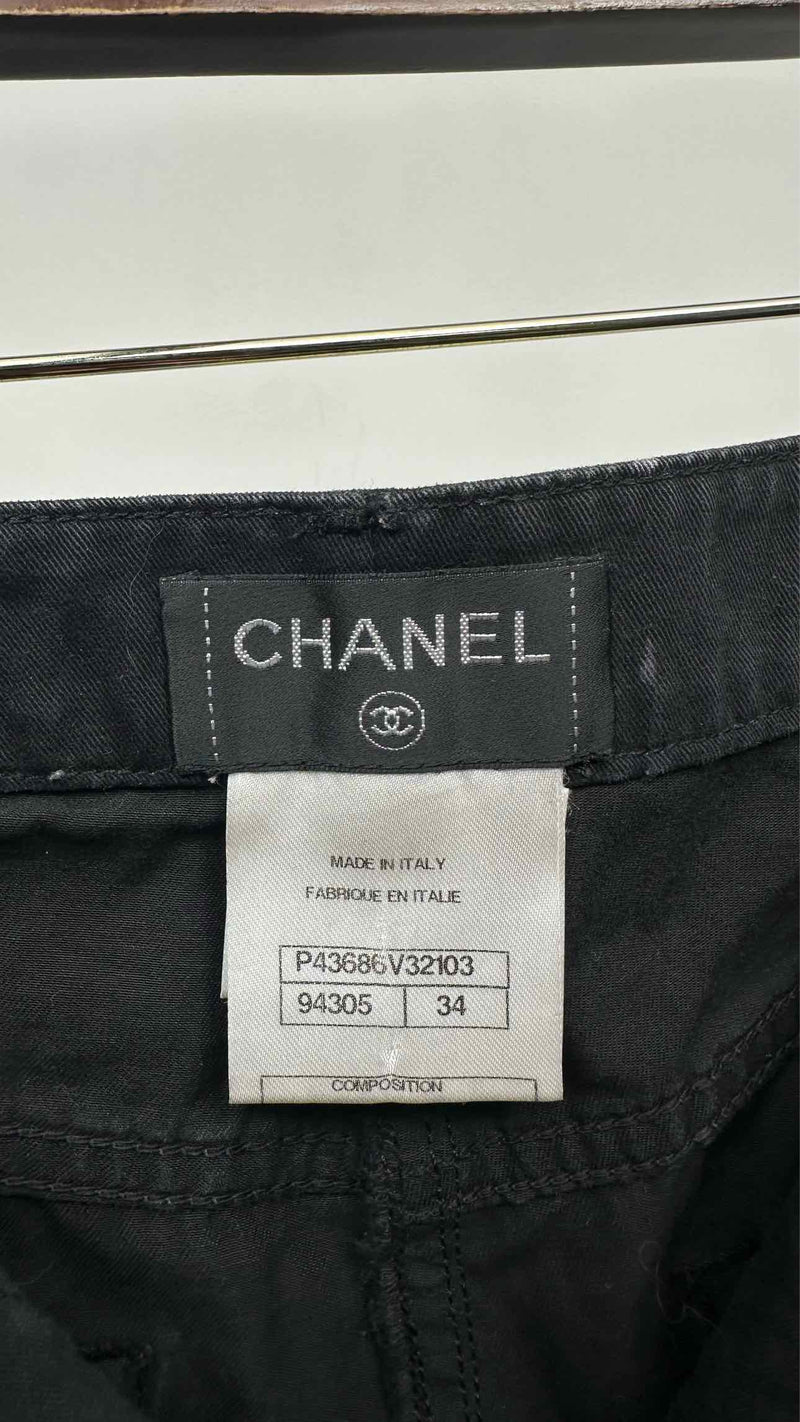 CHANEL
MADE IN ITALY
FABRIQUE EN ITALIE
P43686V32103
94305 34
COMPOSITION